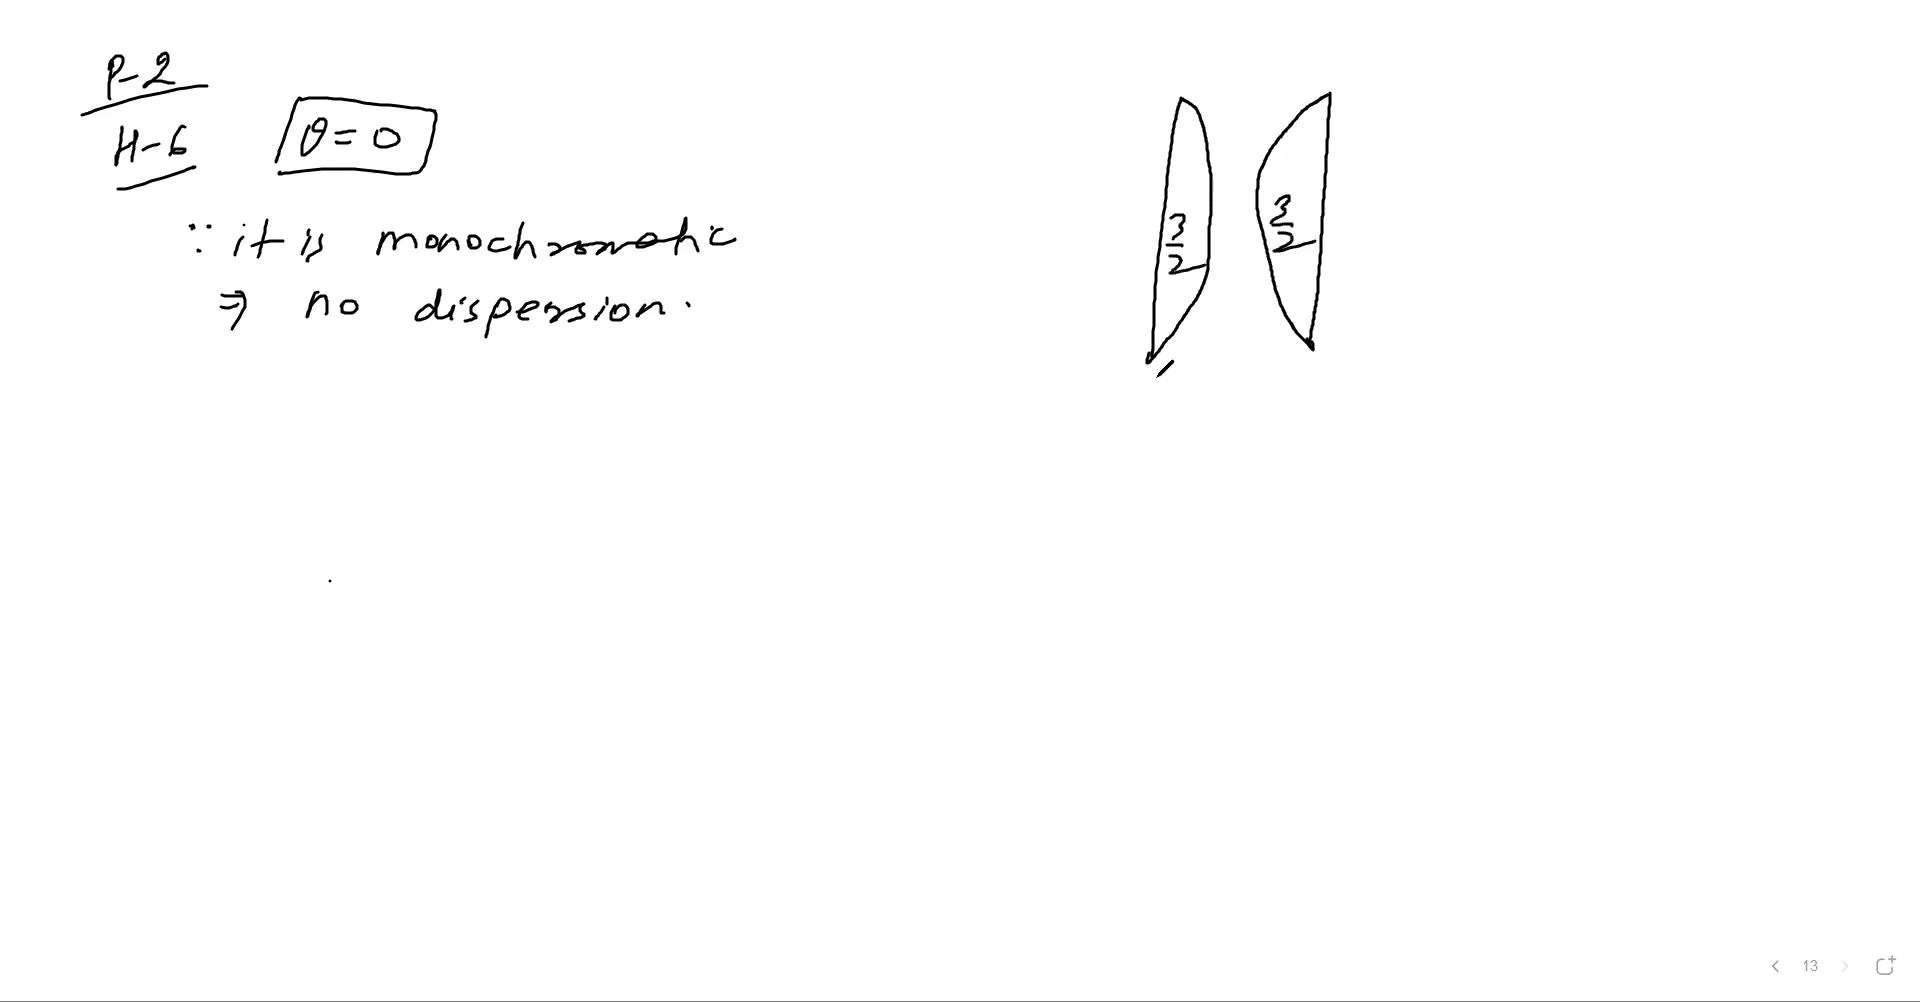 P-2
H-6
θ = 0
∵ it is monochromatic
⇒ no dispersion.
3/2
3/2
13